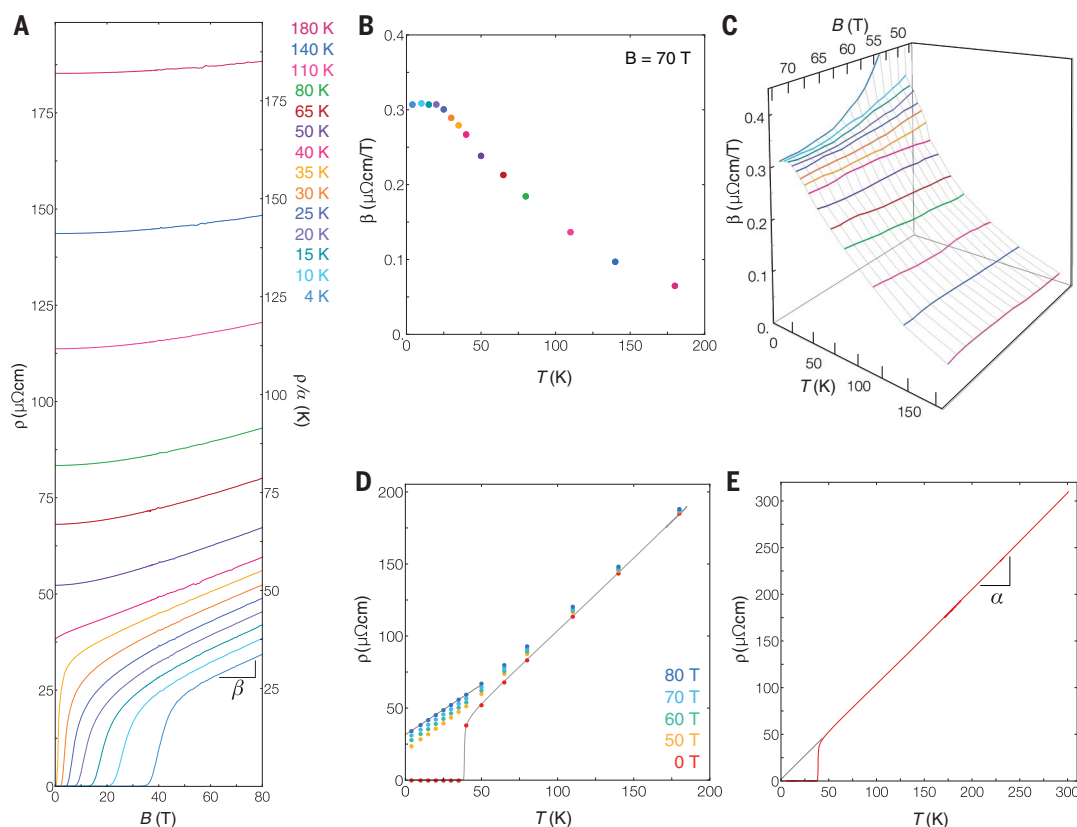 A
180 K
140 K
110 K
80 K
65 K
50 K
40 K
35 K
30 K
25 K
20 K
15 K
10 K
4 K
175
150
125
100
75
50
25
0
ρ (μΩcm)
0 20 40 60 80
B (T)
175
150
125
100
75
50
25
ρ/α (K)
β
B
B = 70 T
0.4
0.3
0.2
0.1
0.
β (μΩcm/T)
0 50 100 150 200
T (K)
C
B (T)
70 65 60 55 50
0.4
0.3
0.2
0.1
0.
β (μΩcm/T)
0 50 100 150
T (K)
D
200
150
100
50
0
ρ (μΩcm)
80 T
70 T
60 T
50 T
0 T
0 50 100 150 200
T (K)
E
300
250
200
150
100
50
0
ρ (μΩcm)
α
0 50 100 150 200 250 300
T (K)